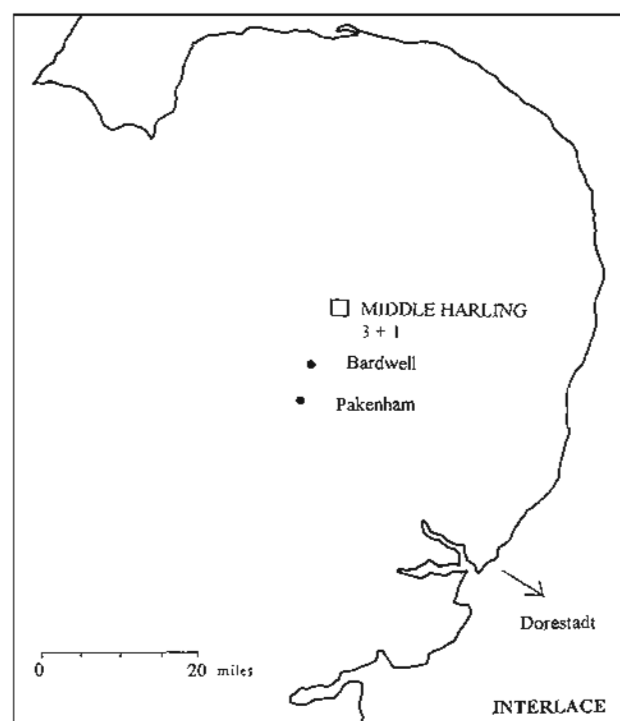 MIDDLE HARLING
3 + 1
Bardwell
Pakenham
Dorestadt
0 20 miles
INTERLACE